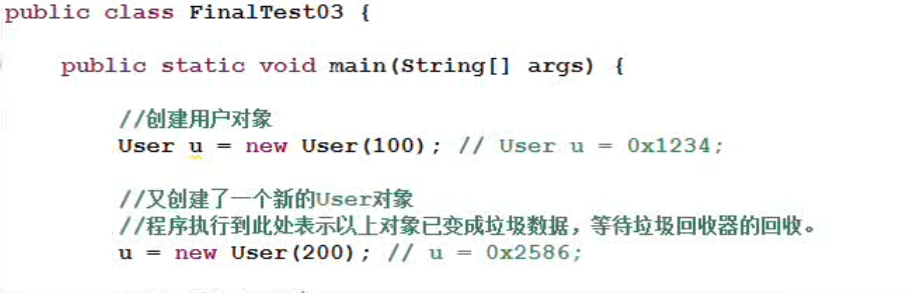 public class FinalTest03 {
public static void main(String[] args) {
//创建用户对象
User u = new User(100); // User u = 0x1234;
//又创建了一个新的User对象
//程序执行到此处表示以上对象已变成垃圾数据，等待垃圾回收器的回收。
u = new User(200); // u = 0x2586;